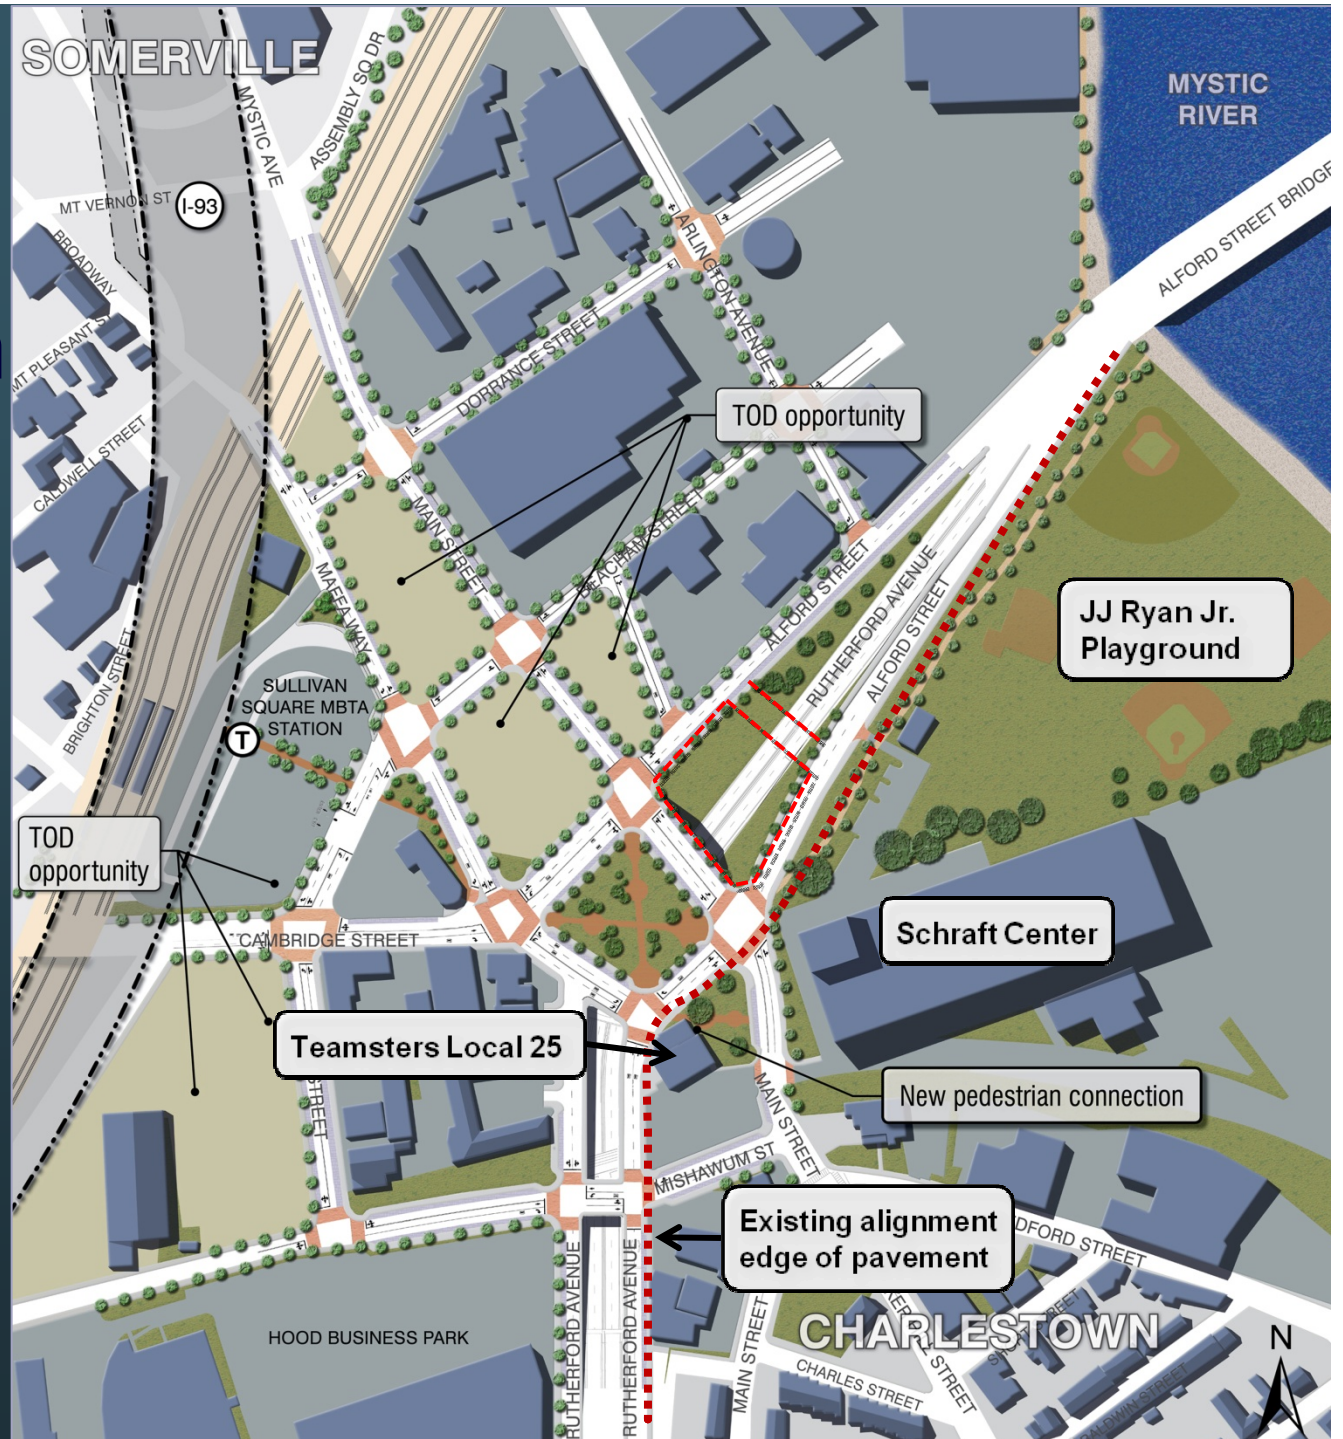 SOMERVILLE
MYSTIC
RIVER
ASSEMBLY SQ DR
MYSTIC AVE
MT VERNON ST
I-93
BROADWAY
ALFORD STREET BRIDGE
ARLINGTON AVENUE
MT PLEASANT S
DORRANCE STREET
TOD opportunity
CALDWELL STREET
MAIN STREET
BEACHAM STREET
MAFFA WAY
ALFORD STREET
RUTHERFORD AVENUE
ALFORD STREET
JJ Ryan Jr.
Playground
BRIGHTON STREET
SULLIVAN
SQUARE MBTA
STATION
T
TOD
opportunity
CAMBRIDGE STREET
Schraft Center
Teamsters Local 25
STREET
New pedestrian connection
MAIN STREET
MISHAWUM ST
Existing alignment
edge of pavement
DFORD STREET
RUTHERFORD AVENUE
RUTHERFORD AVENUE
HOOD BUSINESS PARK
MAIN STREET
CHARLESTOWN
CHARLES STREET
STREET
N